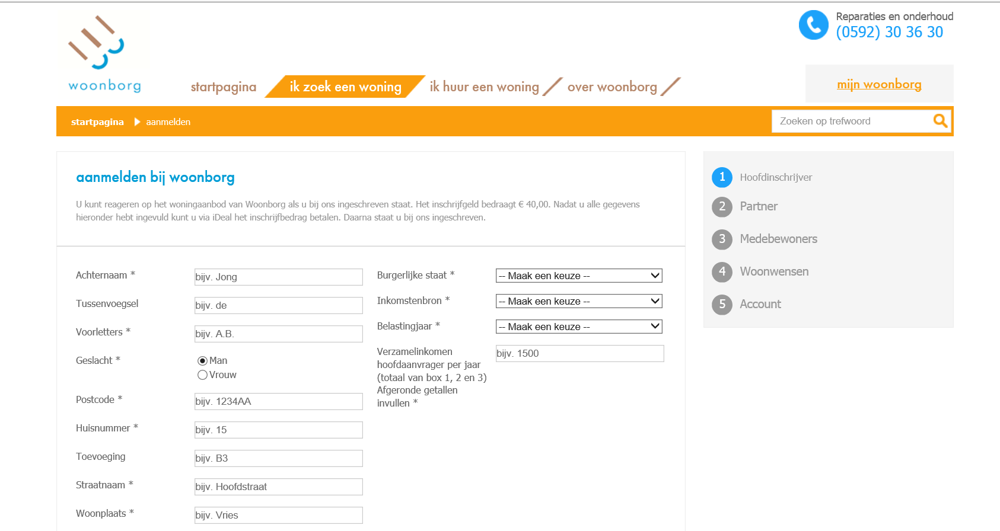 woonborg
Reparaties en onderhoud
(0592) 30 36 30
startpagina
ik zoek een woning
ik huur een woning
over woonborg
mijn woonborg
startpagina aanmelden
Zoeken op trefwoord
aanmelden bij woonborg
U kunt reageren op het woningaanbod van Woonborg als u bij ons ingeschreven staat. Het inschrijfgeld bedraagt € 40,00. Nadat u alle gegevens
hieronder hebt ingevuld kunt u via iDeal het inschrijfbedrag betalen. Daarna staat u bij ons ingeschreven.
Achternaam * bijv. Jong
Tussenvoegsel bijv. de
Voorletters * bijv. A.B.
Geslacht * Man
Vrouw
Postcode * bijv. 1234AA
Huisnummer * bijv. 15
Toevoeging bijv. B3
Straatnaam * bijv. Hoofdstraat
Woonplaats * bijv. Vries
Burgerlijke staat * -- Maak een keuze --
Inkomstenbron * -- Maak een keuze --
Belastingjaar * -- Maak een keuze --
Verzamelinkomen bijv. 1500
hoofdaanvrager per jaar
(totaal van box 1, 2 en 3)
Afgeronde getallen
invullen *
1 Hoofdinschrijver
2 Partner
3 Medebewoners
4 Woonwensen
5 Account